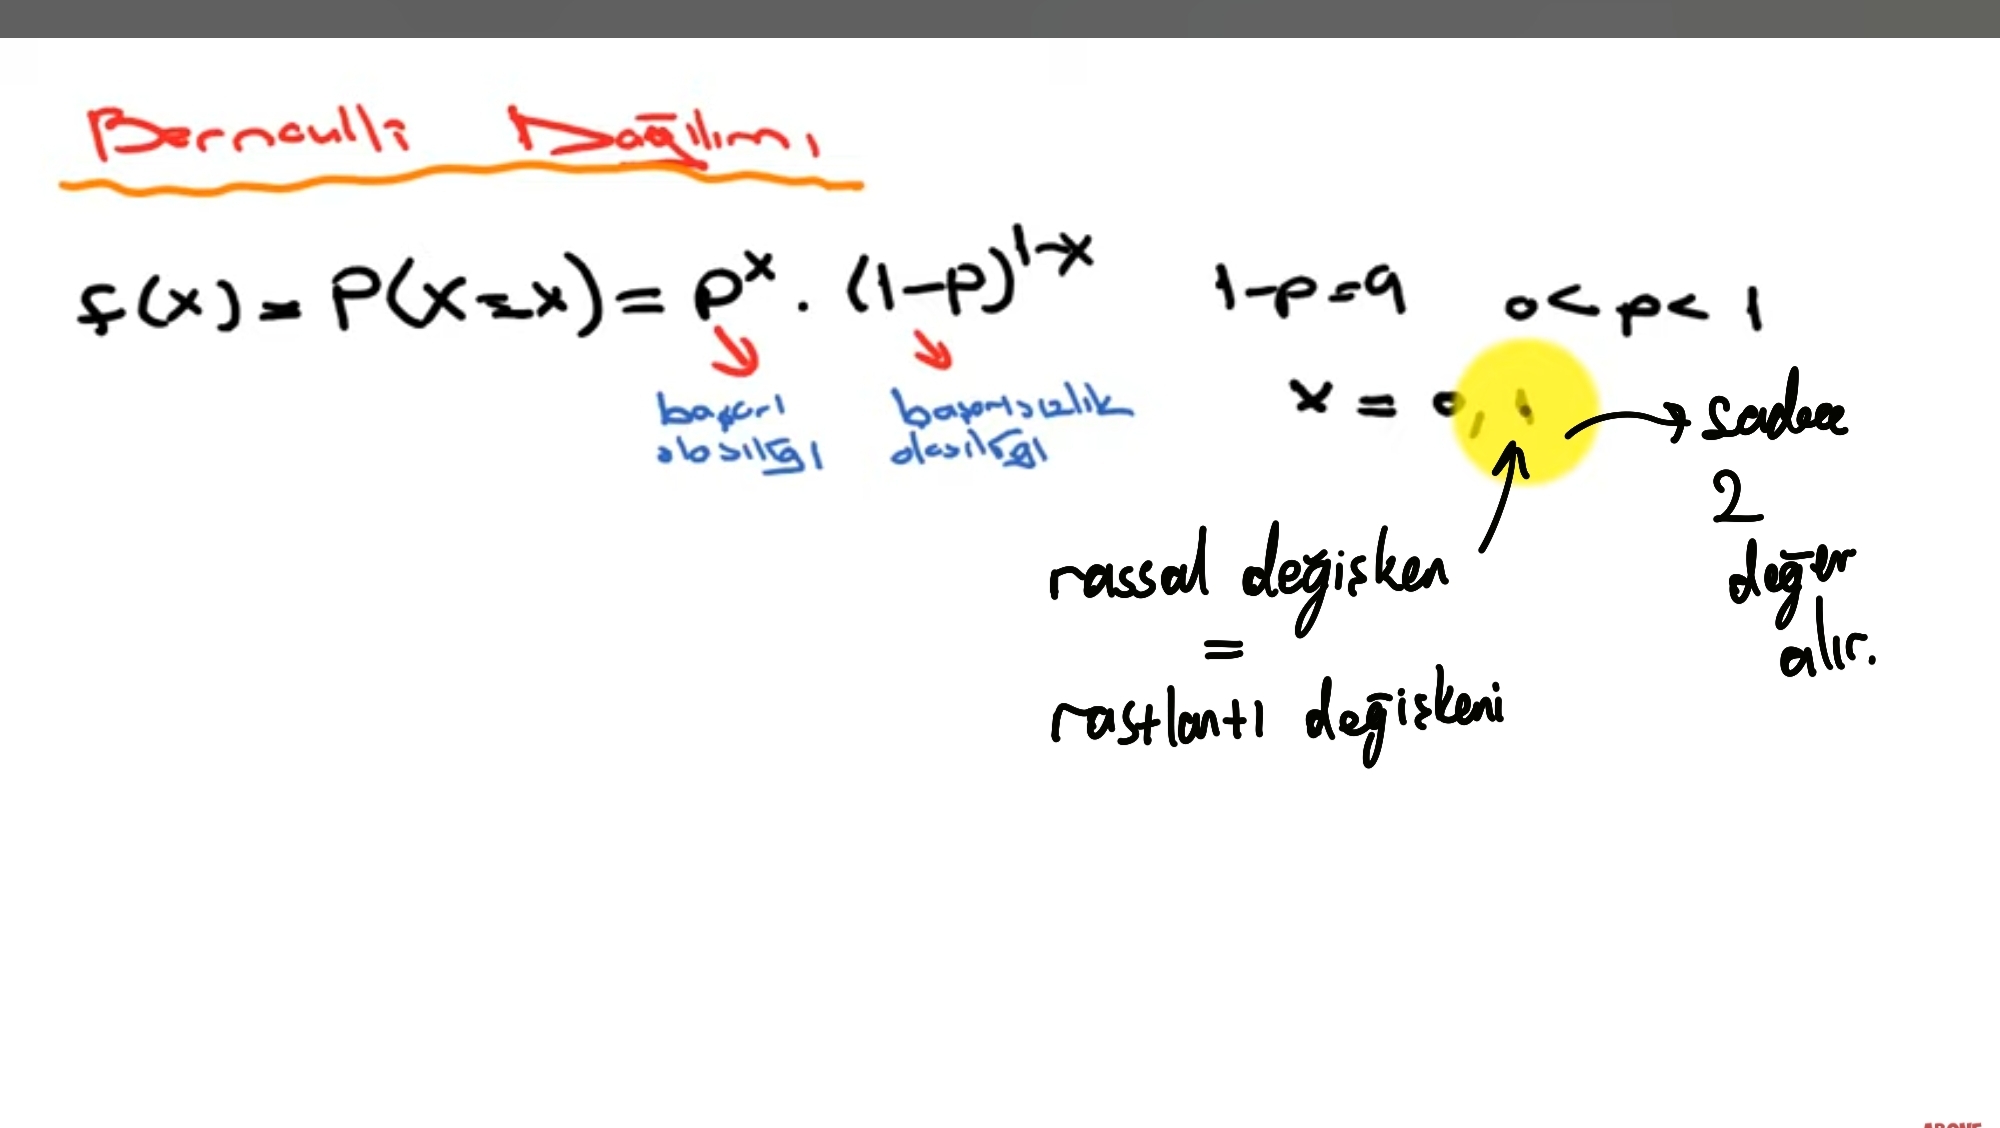 Bernoulli Dağılımı
f(x) = P(X=x) = p^x . (1-p)^(1-x) 1-p=q 0<p<1
başarı olasılığı
başarısızlık olasılığı
x = 0, 1
sadece
2
değer
alır.
rassal değişken
=
rastlantı değişkeni